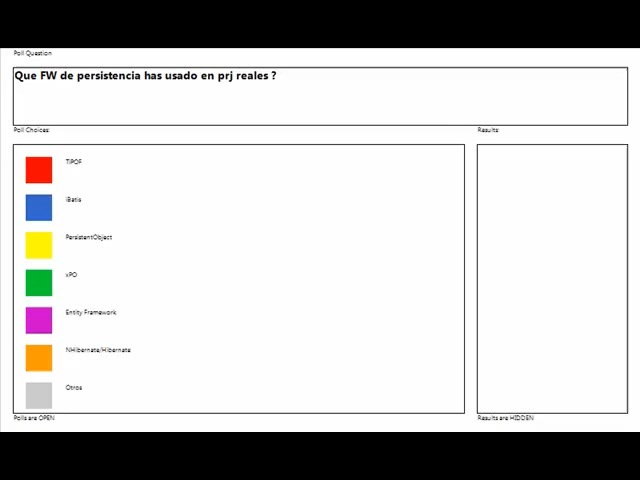 Poll Question
Que FW de persistencia has usado en prj reales ?
Poll Choices:
Results:
TIPOF
iBatis
PersistentObject
xPO
Entity Framework
NHibernate/Hibernate
Otros
Polls are OPEN
Results are HIDDEN